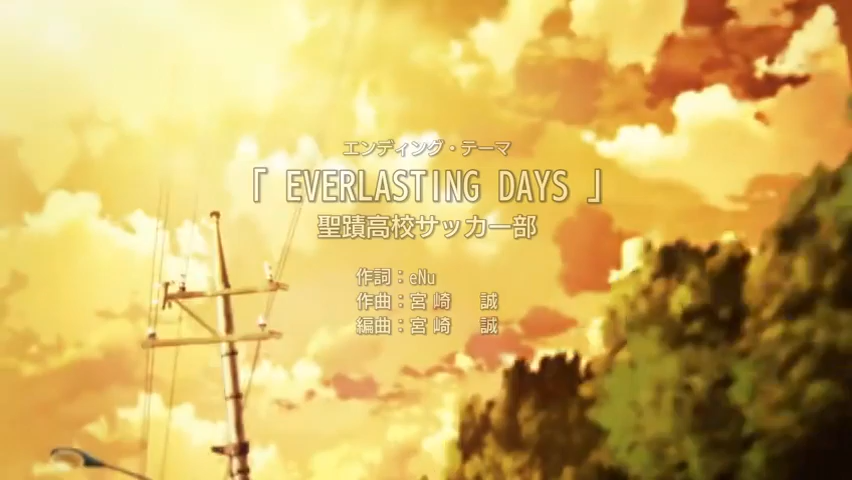 エンディング・テーマ
「 EVERLASTING DAYS 」
聖蹟高校サッカー部
作詞：eNu
作曲：宮崎　誠
編曲：宮崎　誠